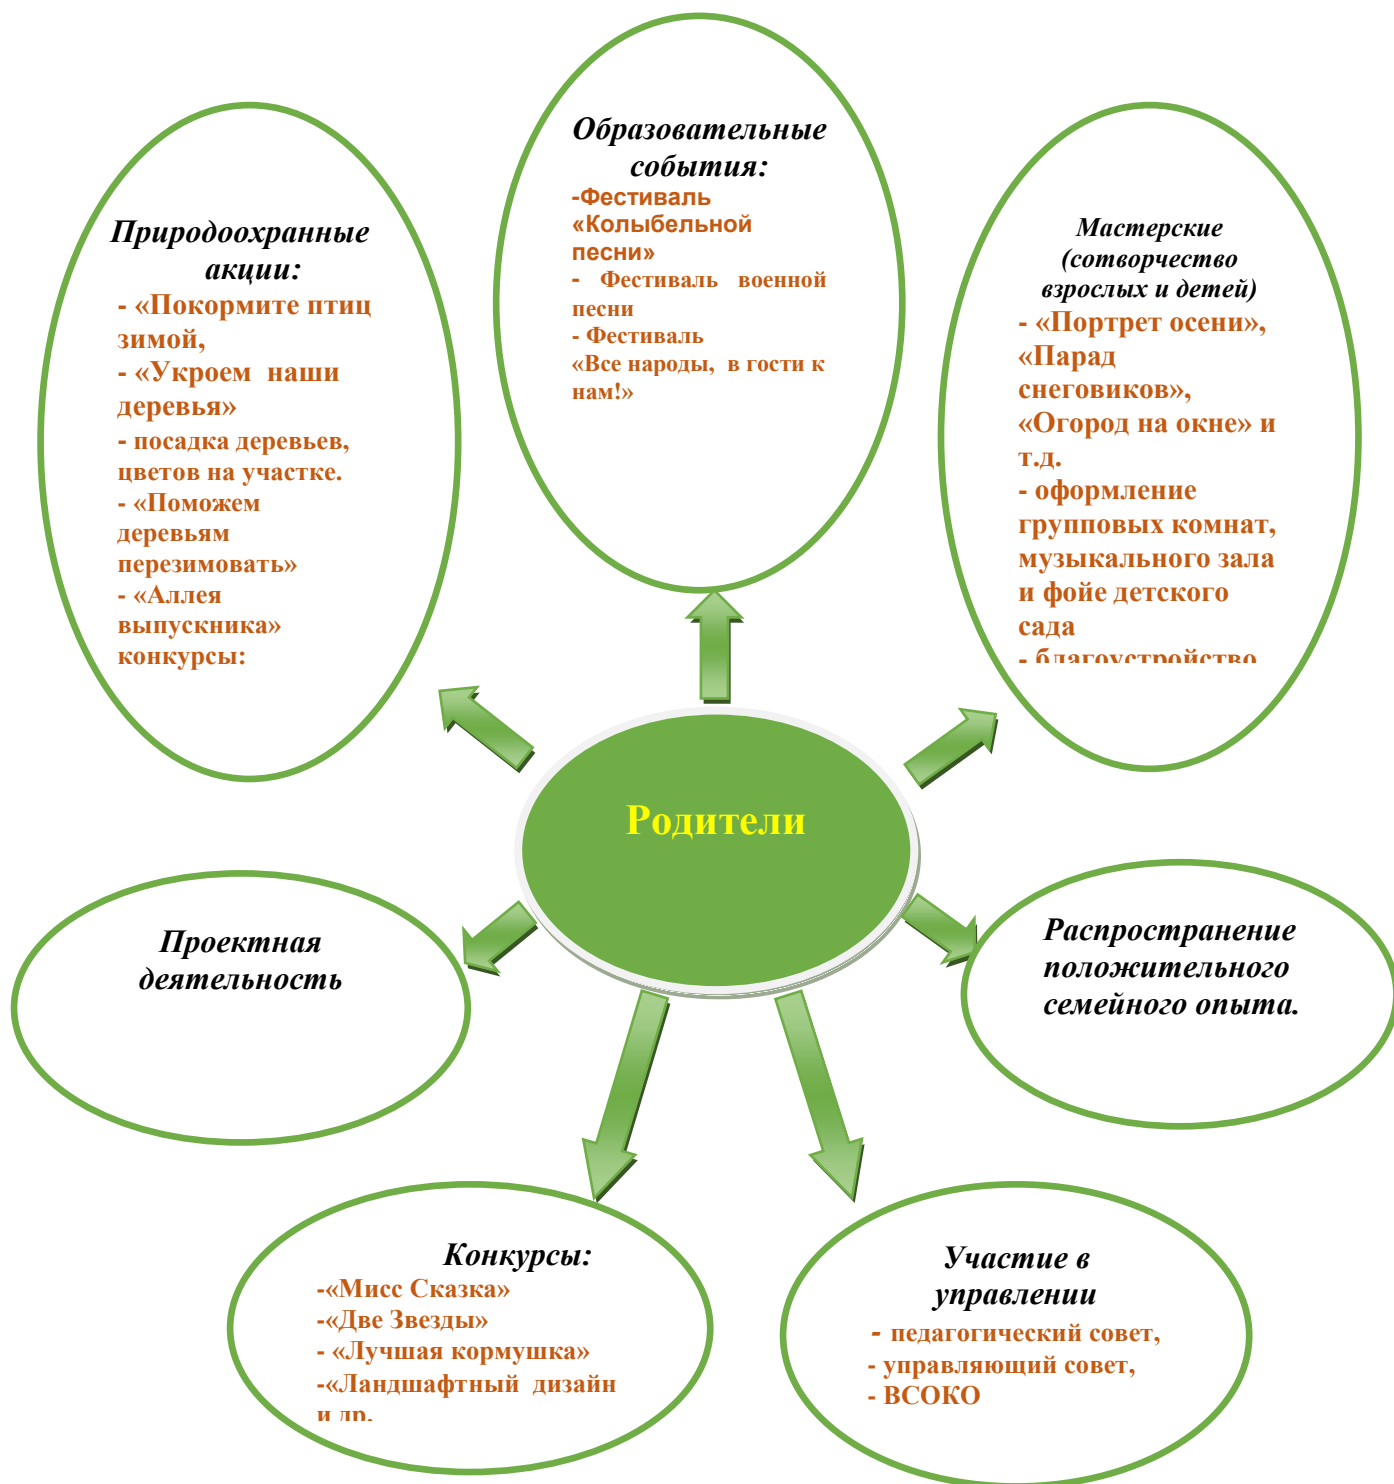 Образовательные
события:
-Фестиваль
«Колыбельной
песни»
- Фестиваль военной
песни
- Фестиваль
«Все народы, в гости к
нам!»
Природоохранные
акции:
- «Покормите птиц
зимой,
- «Укроем наши
деревья»
- посадка деревьев,
цветов на участке.
- «Поможем
деревьям
перезимовать»
- «Аллея
выпускника»
конкурсы:
Мастерские
(сотворчество
взрослых и детей)
- «Портрет осени»,
«Парад
снеговиков»,
«Огород на окне» и
т.д.
- оформление
групповых комнат,
музыкального зала
и фойе детского
сада
- благоустройство
Родители
Проектная
деятельность
Распространение
положительного
семейного опыта.
Конкурсы:
-«Мисс Сказка»
-«Две Звезды»
- «Лучшая кормушка»
-«Ландшафтный дизайн
и др.
Участие в
управлении
- педагогический совет,
- управляющий совет,
- ВСОКО